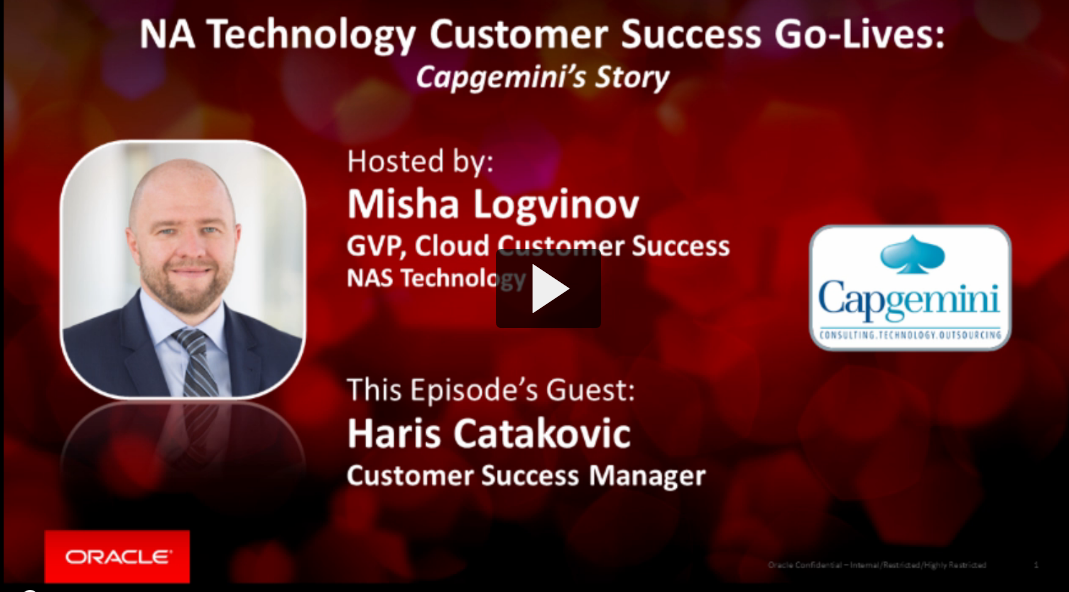 NA Technology Customer Success Go-Lives:
Capgemini's Story
Hosted by:
Misha Logvinov
GVP, Cloud Customer Success
NAS Technology
Capgemini
CONSULTING.TECHNOLOGY.OUTSOURCING
This Episode's Guest:
Haris Catakovic
Customer Success Manager
ORACLE
Oracle Confidential – Internal/Restricted/Highly Restricted
1